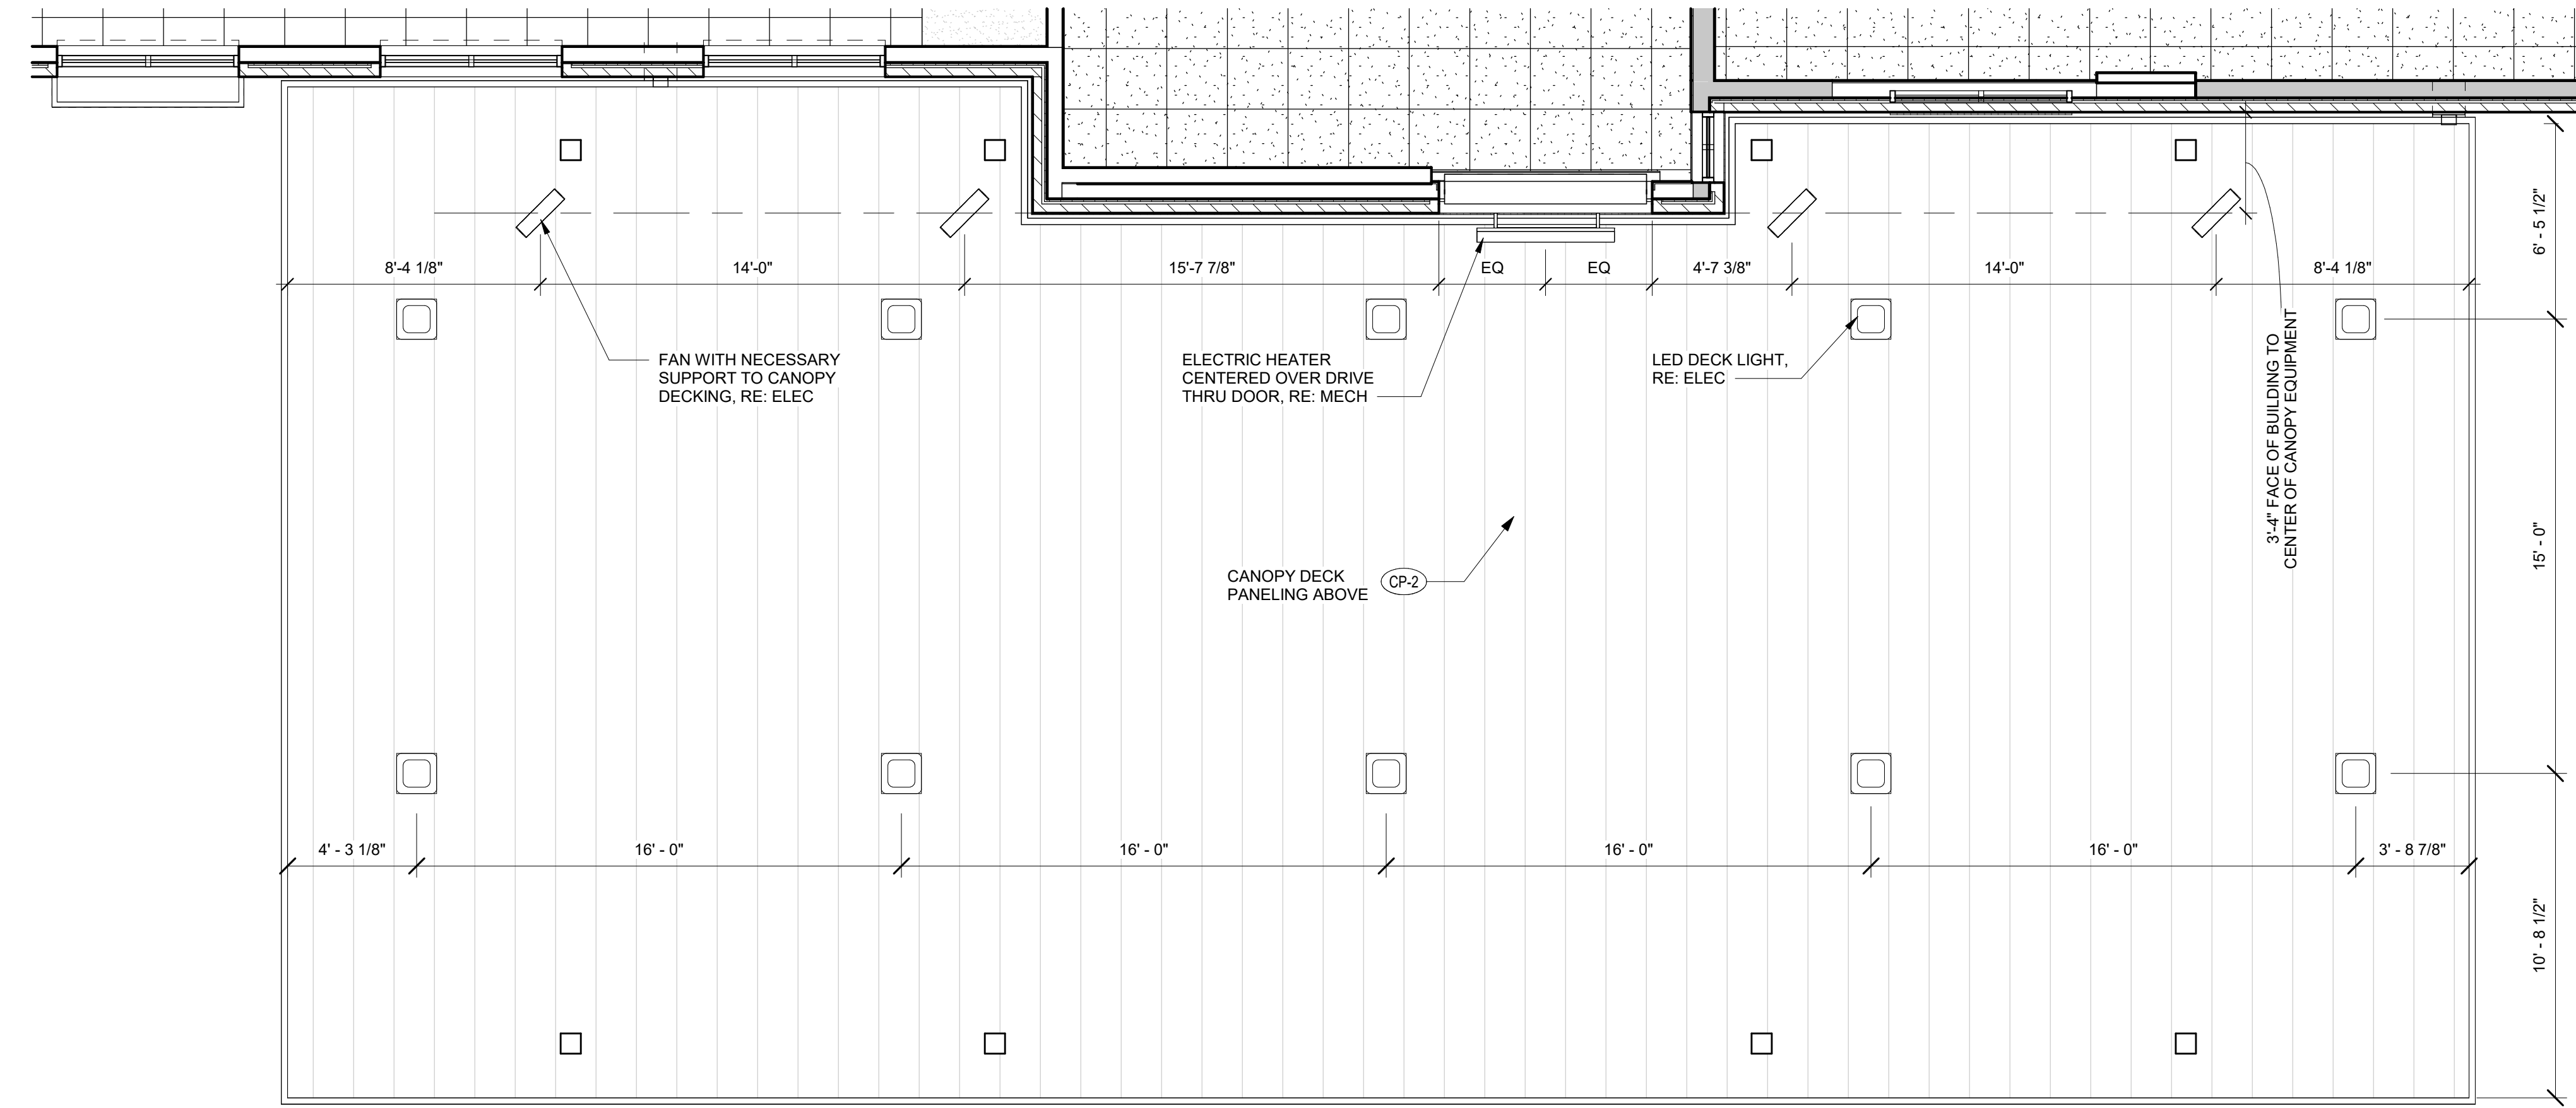 8'-4 1/8"
14'-0"
15'-7 7/8"
EQ
EQ
4'-7 3/8"
14'-0"
8'-4 1/8"
6' - 5 1/2"
FAN WITH NECESSARY
SUPPORT TO CANOPY
DECKING, RE: ELEC
ELECTRIC HEATER
CENTERED OVER DRIVE
THRU DOOR, RE: MECH
LED DECK LIGHT,
RE: ELEC
3'-4" FACE OF BUILDING TO
CENTER OF CANOPY EQUIPMENT
15' - 0"
CANOPY DECK
PANELING ABOVE
CP-2
4' - 3 1/8"
16' - 0"
16' - 0"
16' - 0"
16' - 0"
3' - 8 7/8"
10' - 8 1/2"